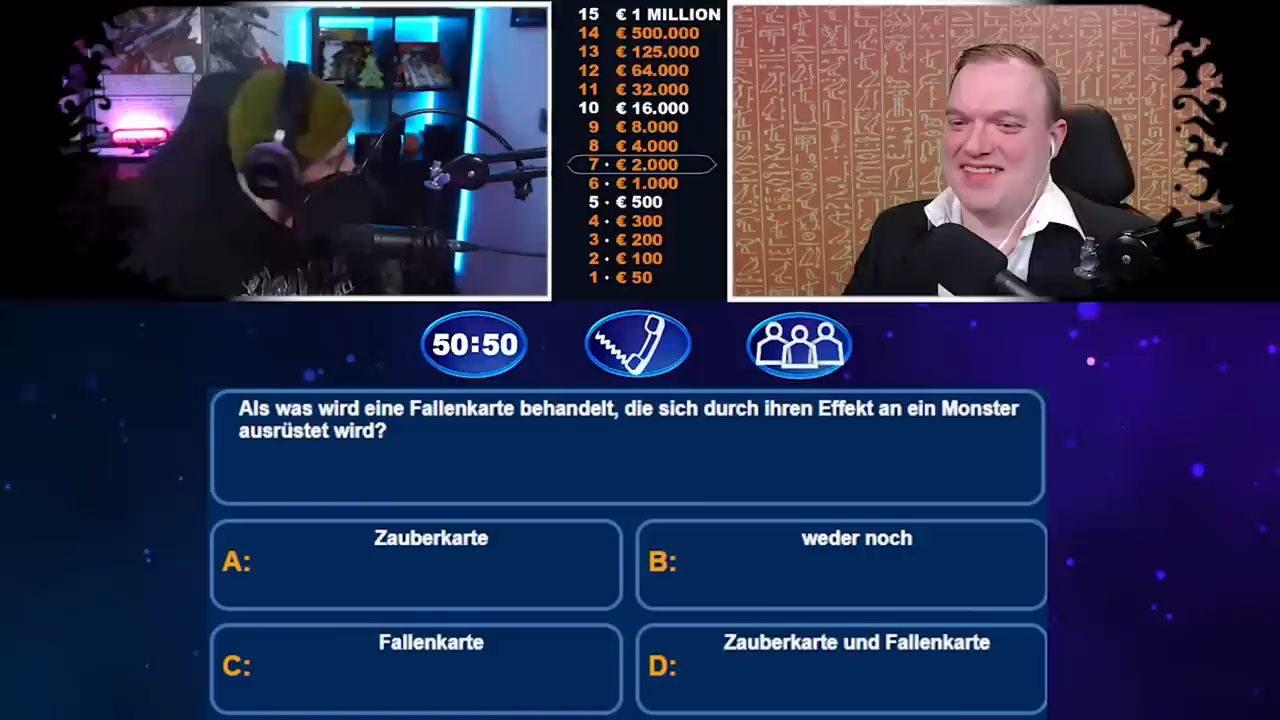 15 € 1 MILLION
14 € 500.000
13 € 125.000
12 € 64.000
11 € 32.000
10 € 16.000
9 € 8.000
8 € 4.000
7 · € 2.000
6 · € 1.000
5 · € 500
4 · € 300
3 · € 200
2 · € 100
1 · € 50
50:50
Als was wird eine Fallenkarte behandelt, die sich durch ihren Effekt an ein Monster
ausrüstet wird?
A: Zauberkarte
B: weder noch
C: Fallenkarte
D: Zauberkarte und Fallenkarte